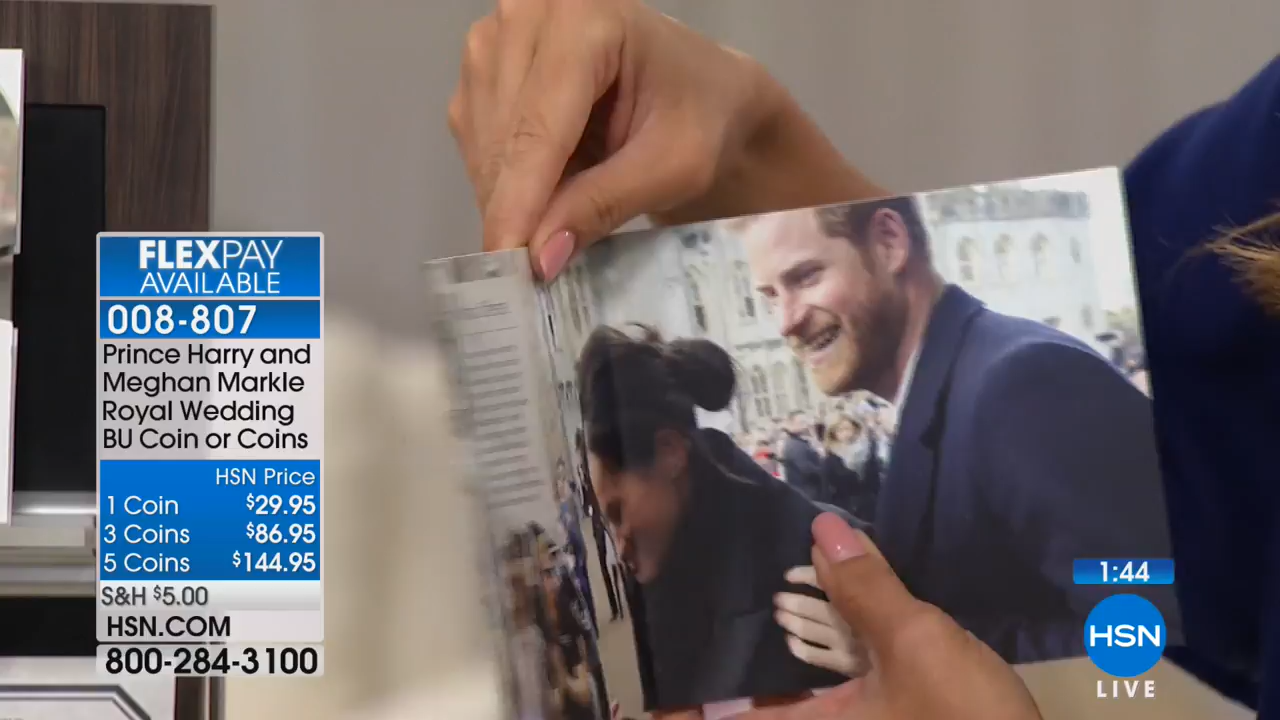 FLEXPAY
AVAILABLE
008-807
Prince Harry and
Meghan Markle
Royal Wedding
BU Coin or Coins
HSN Price
1 Coin $29.95
3 Coins $86.95
5 Coins $144.95
S&H $5.00
HSN.COM
800-284-3100
1:44
HSN
LIVE